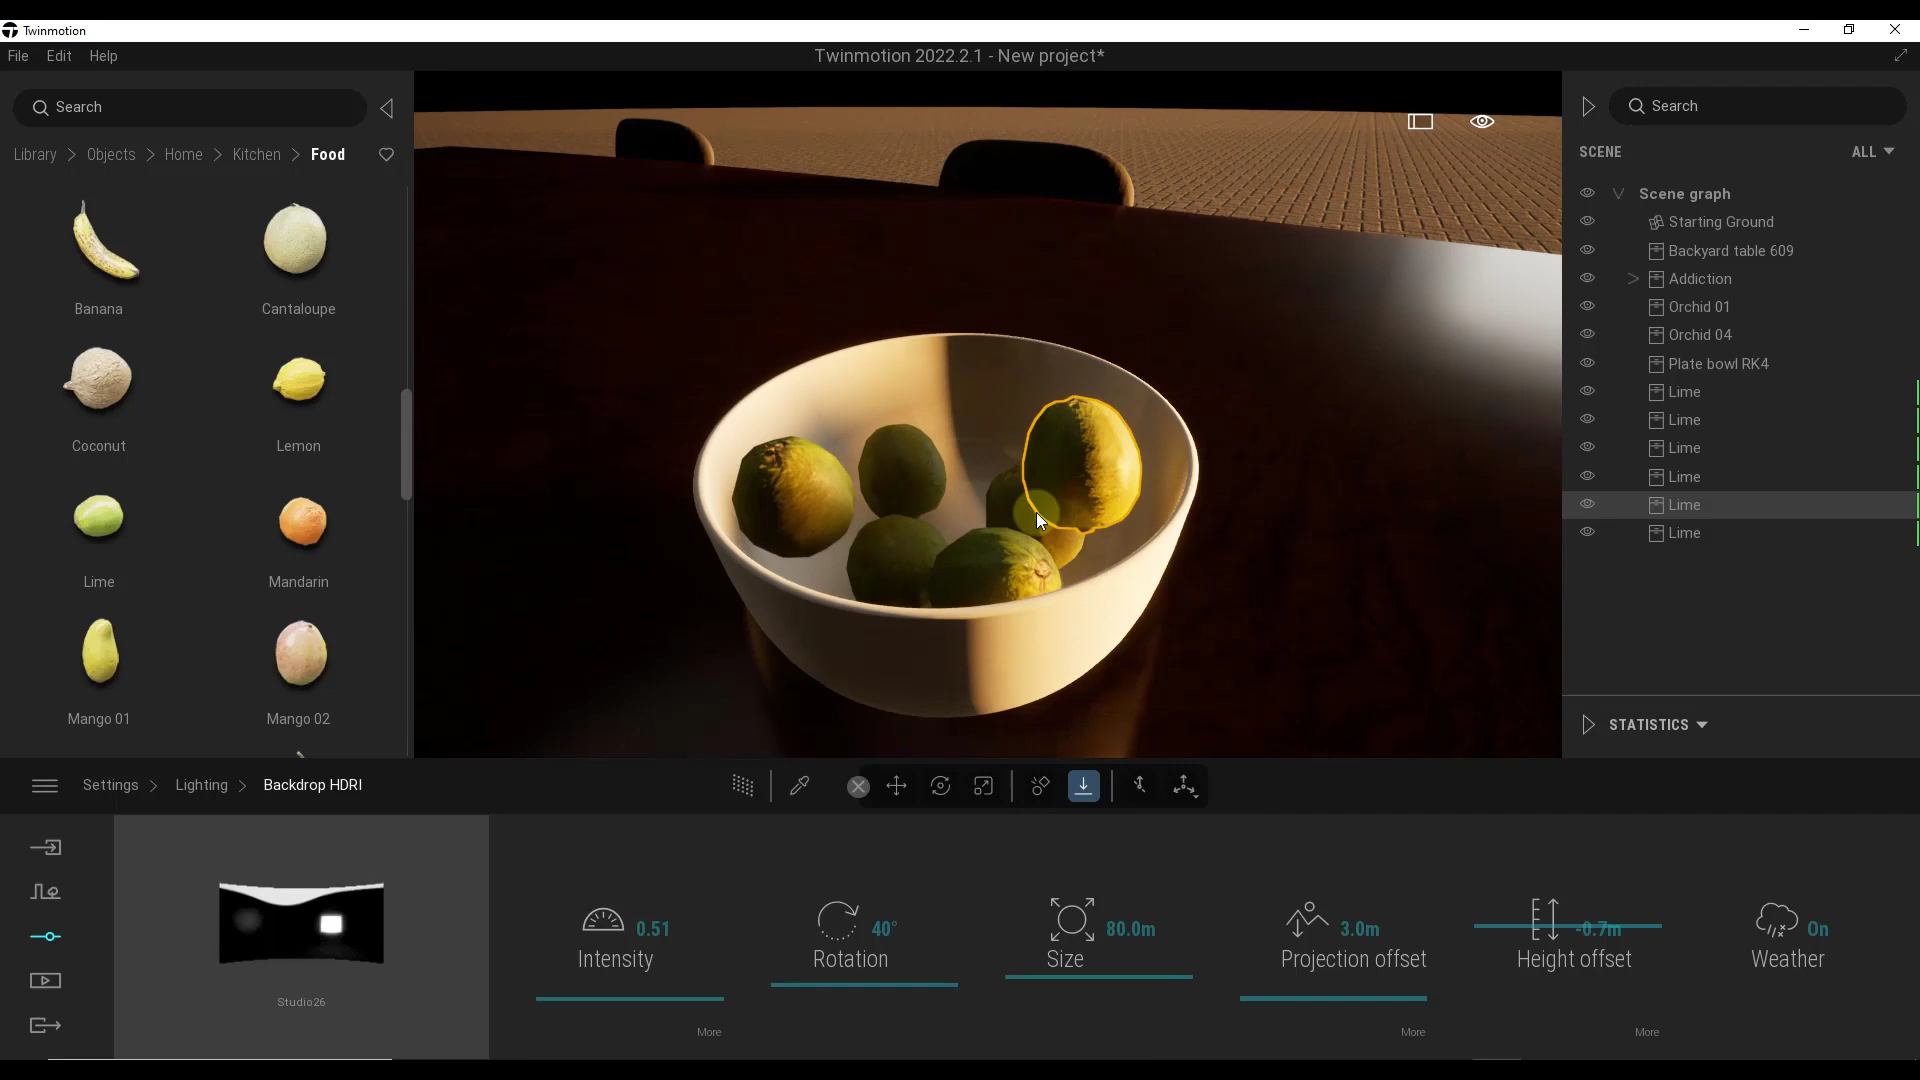 Twinmotion
File Edit Help
Twinmotion 2022.2.1 - New project*
Search
Library > Objects > Home > Kitchen > Food
Banana
Cantaloupe
Coconut
Lemon
Lime
Mandarin
Mango 01
Mango 02
Search
SCENE
ALL
Scene graph
Starting Ground
Backyard table 609
Addiction
Orchid 01
Orchid 04
Plate bowl RK4
Lime
Lime
Lime
Lime
Lime
Lime
STATISTICS
Settings > Lighting > Backdrop HDRI
Studio26
0.51
Intensity
More
40°
Rotation
80.0m
Size
3.0m
Projection offset
More
-0.7m
Height offset
More
On
Weather